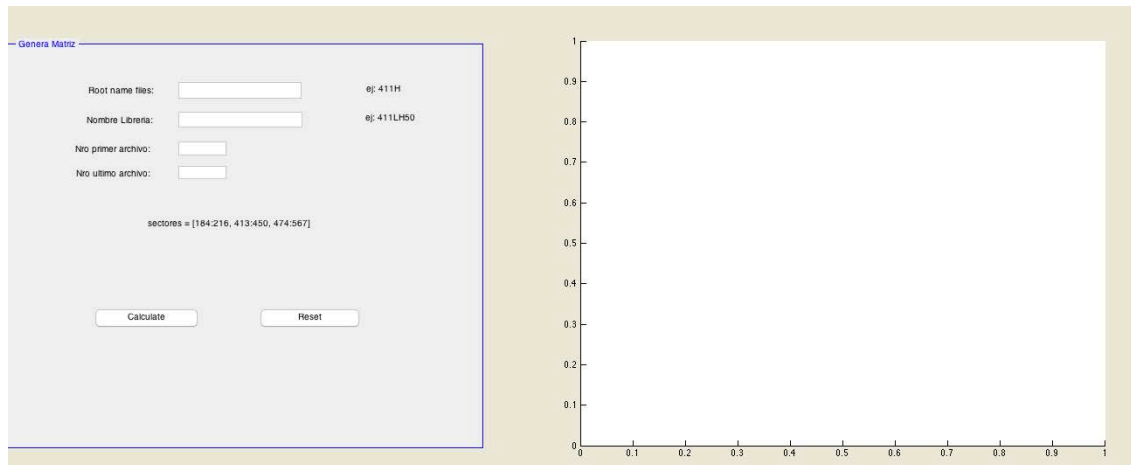 Genera Matriz
Root name files: ej: 411H
Nombre Libreria: ej: 411LH50
Nro primer archivo:
Nro ultimo archivo:
sectores = [184:216, 413:450, 474:567]
Calculate Reset
1
0.9
0.8
0.7
0.6
0.5
0.4
0.3
0.2
0.1
0
0 0.1 0.2 0.3 0.4 0.5 0.6 0.7 0.8 0.9 1